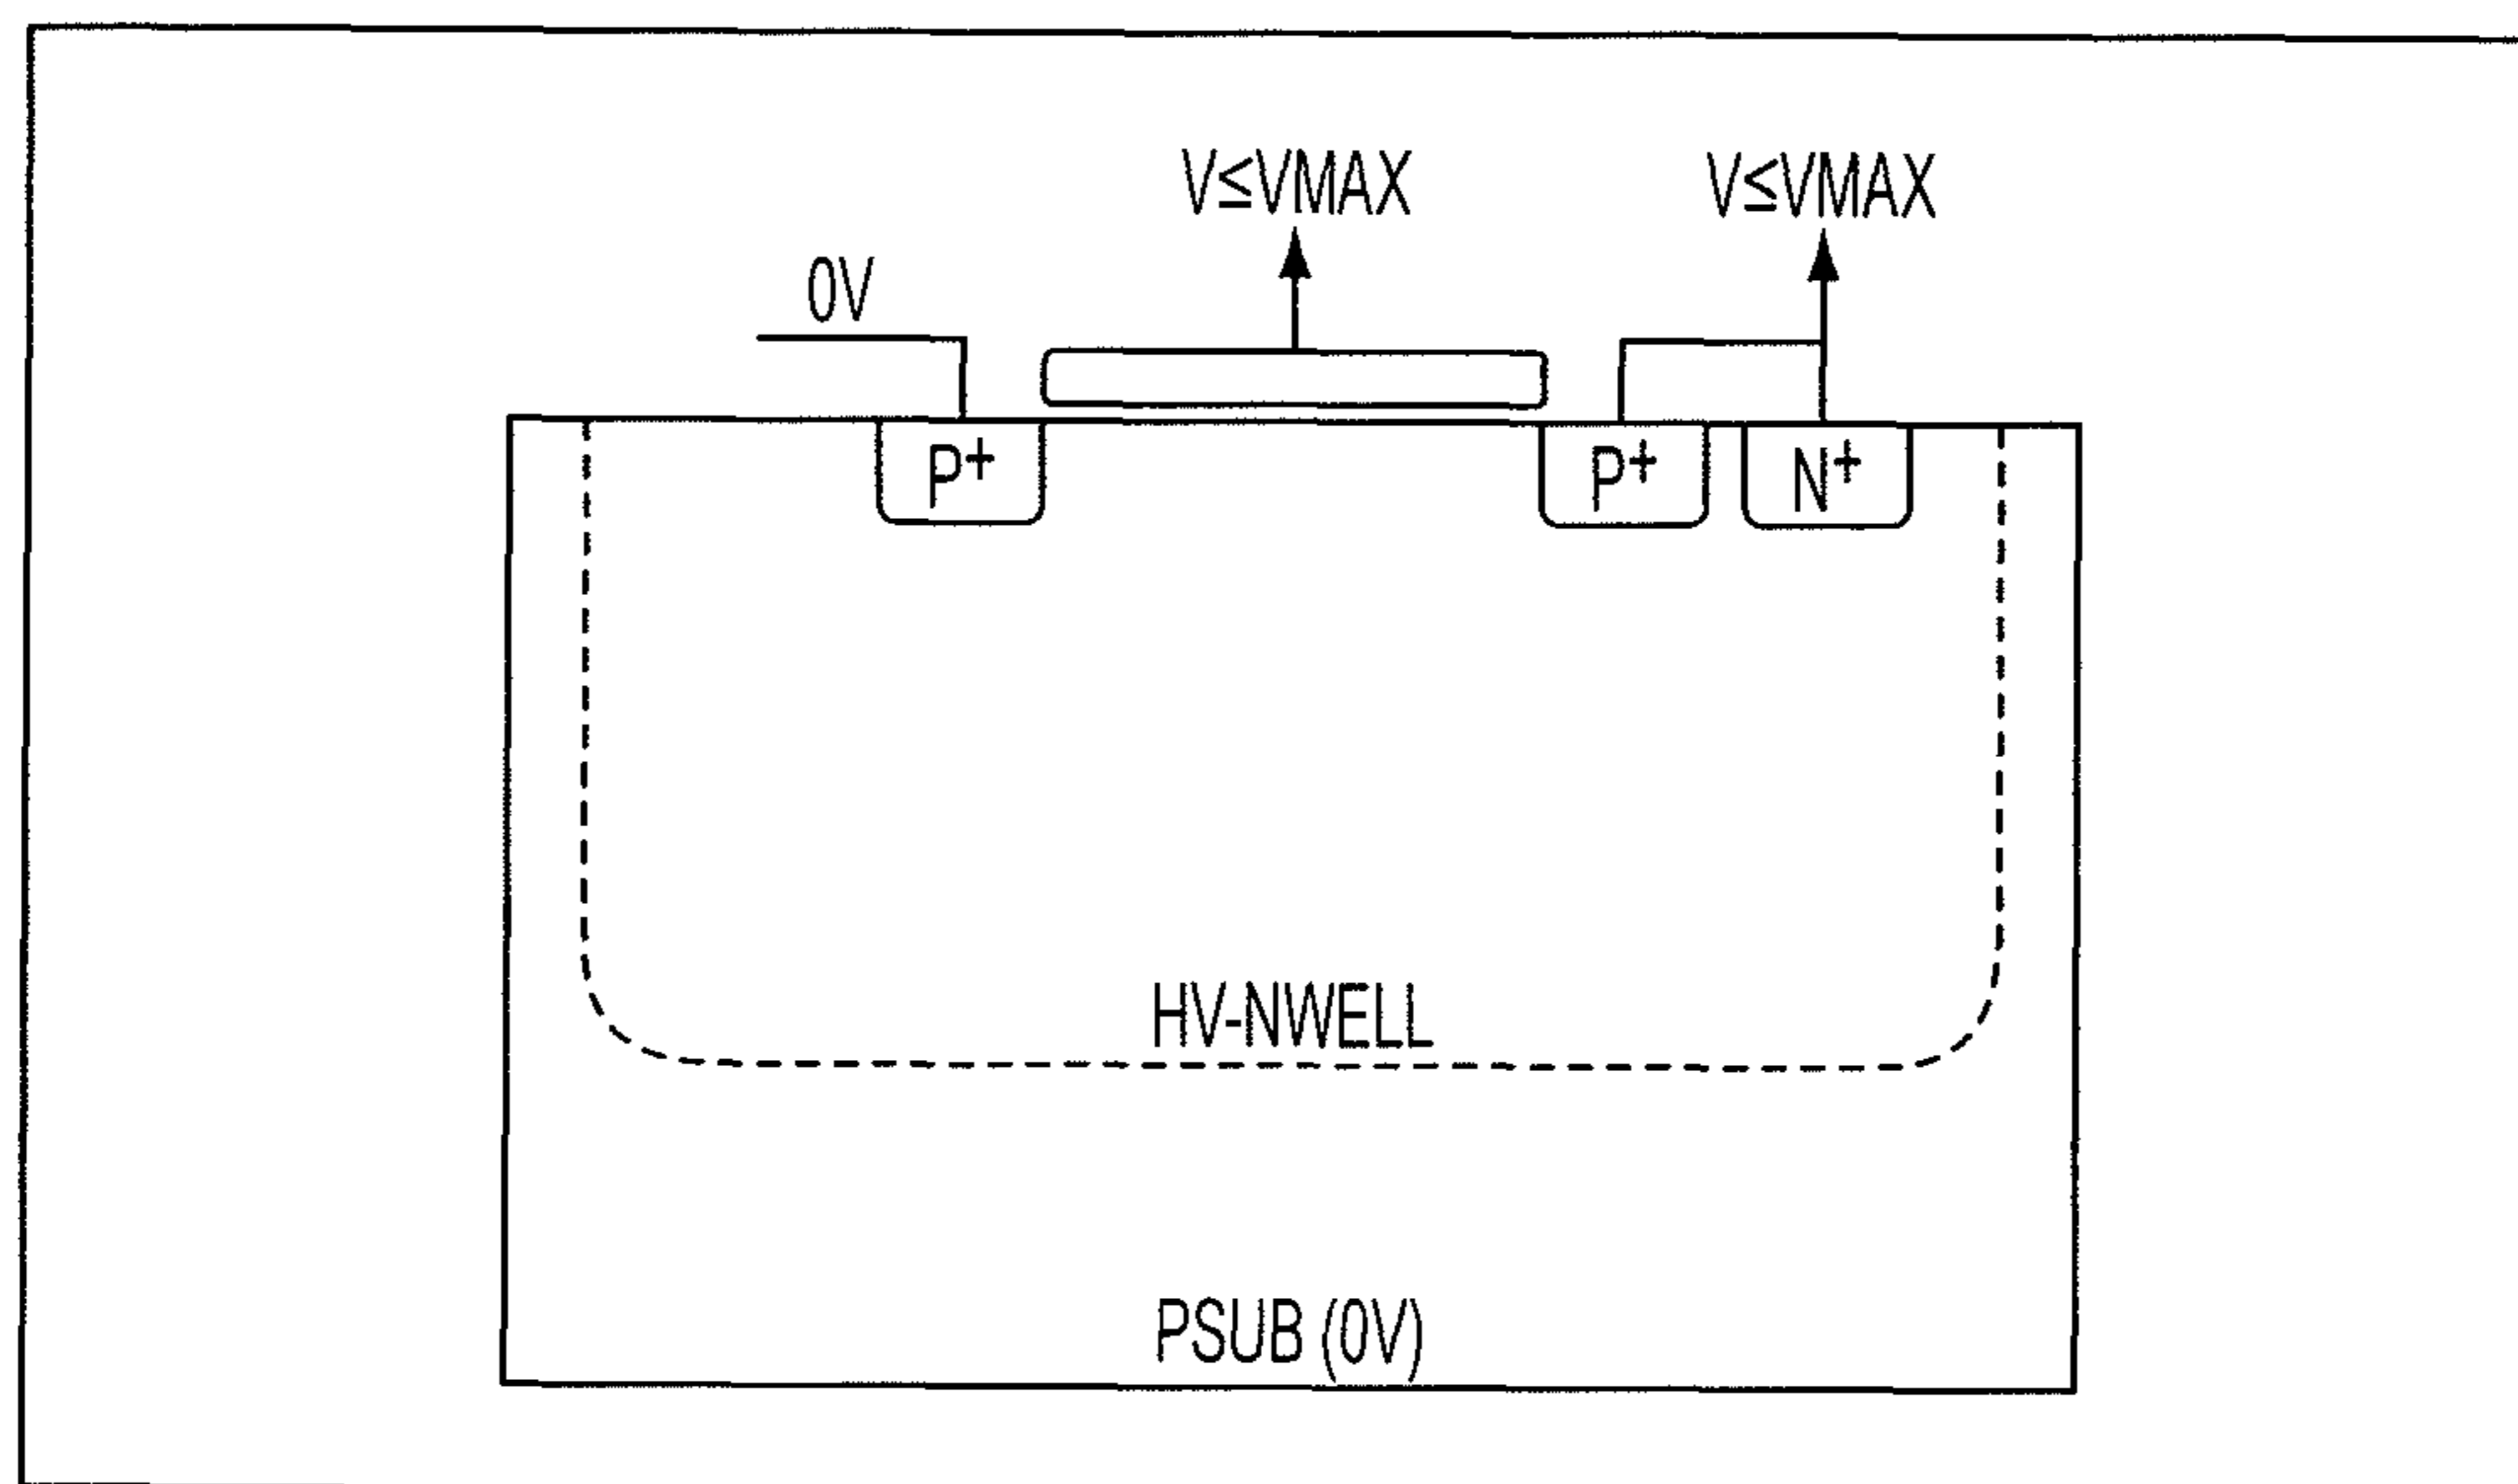 V≤VMAX
V≤VMAX
0V
P+
P+
N+
HV-NWELL
PSUB (0V)